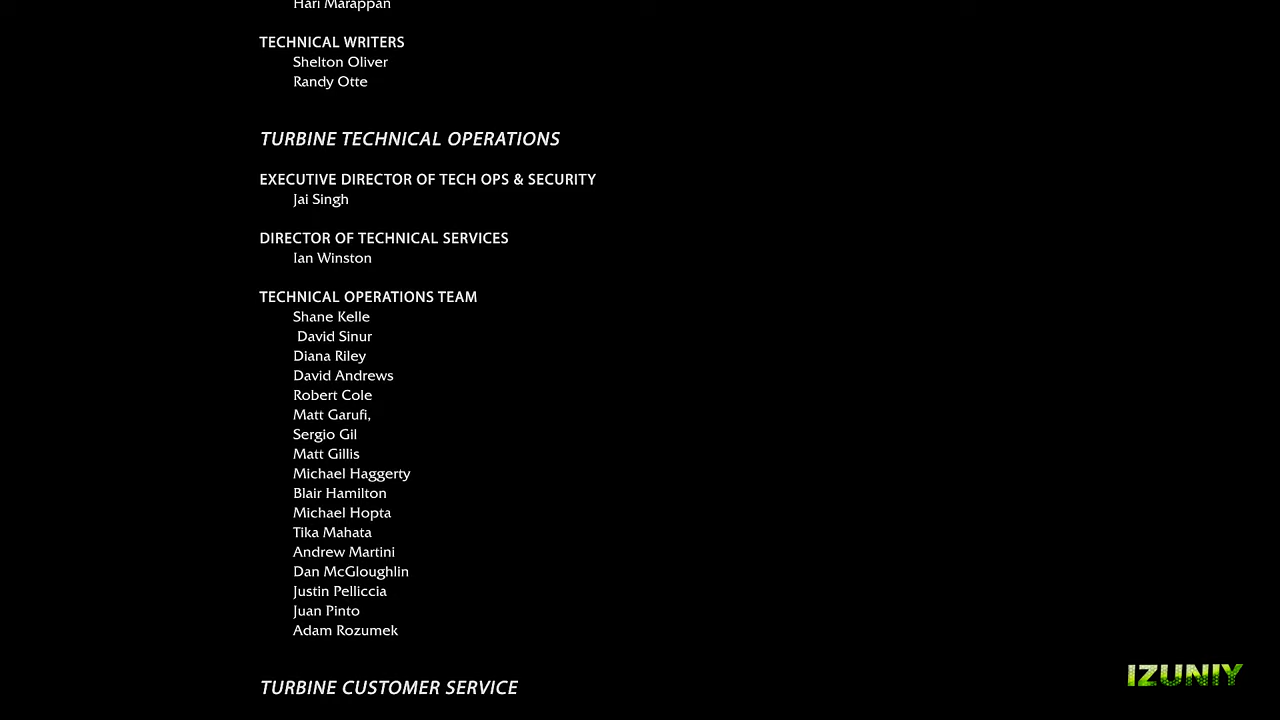 Hari Marappan
TECHNICAL WRITERS
Shelton Oliver
Randy Otte
TURBINE TECHNICAL OPERATIONS
EXECUTIVE DIRECTOR OF TECH OPS & SECURITY
Jai Singh
DIRECTOR OF TECHNICAL SERVICES
Ian Winston
TECHNICAL OPERATIONS TEAM
Shane Kelle
David Sinur
Diana Riley
David Andrews
Robert Cole
Matt Garufi,
Sergio Gil
Matt Gillis
Michael Haggerty
Blair Hamilton
Michael Hopta
Tika Mahata
Andrew Martini
Dan McGloughlin
Justin Pelliccia
Juan Pinto
Adam Rozumek
TURBINE CUSTOMER SERVICE
IZUNIY